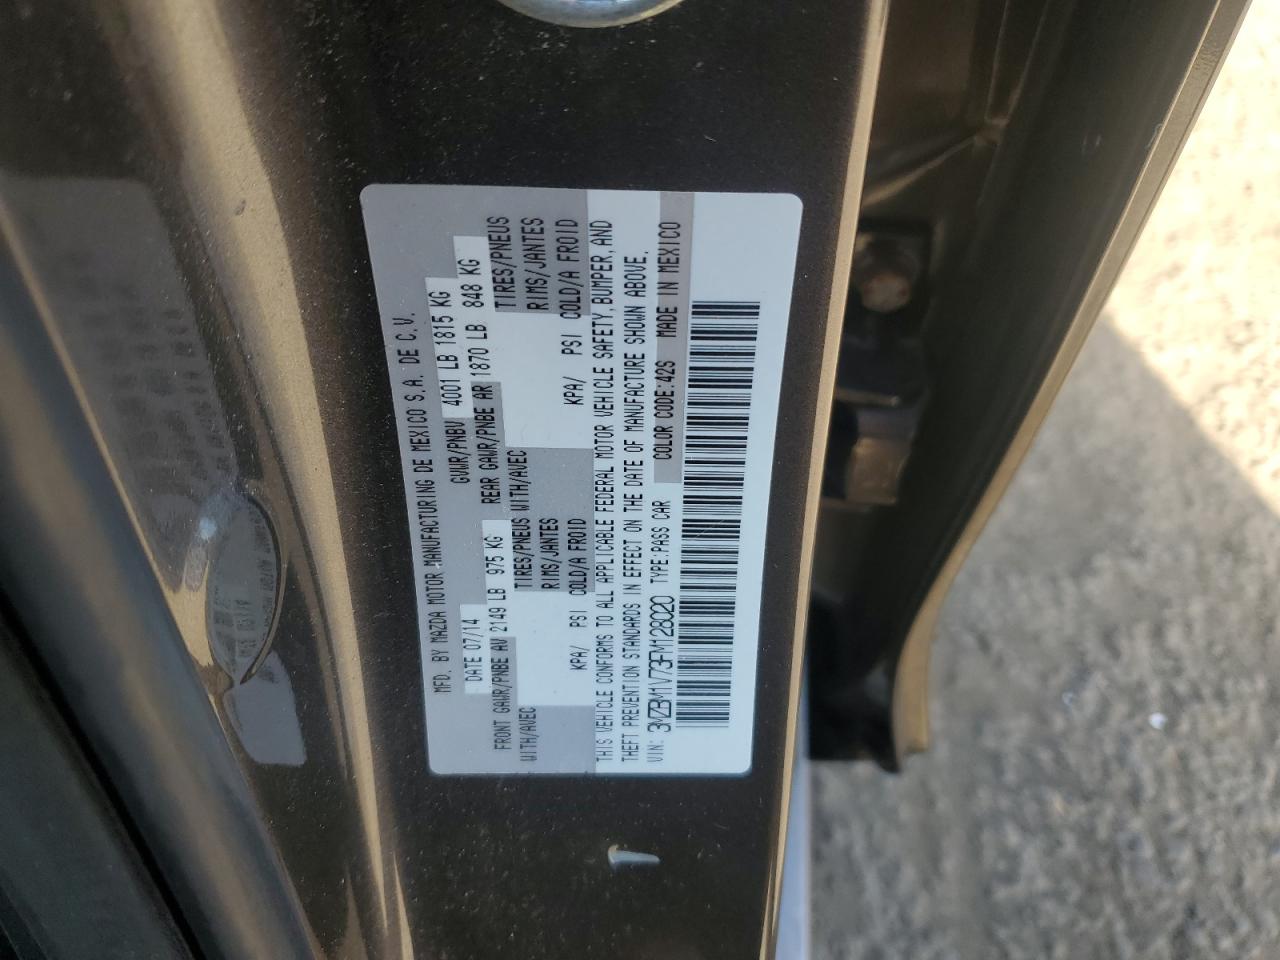 MFD. BY MAZDA MOTOR MANUFACTURING DE MEXICO S.A. DE C.V.
DATE 07/14 GVWR/PNBV 4001 LB 1815 KG
FRONT GAWR/PNBE AV 2149 LB 975 KG REAR GAWR/PNBE AR 1870 LB 848 KG
WITH/AVEC TIRES/PNEUS WITH/AVEC TIRES/PNEUS
RIMS/JANTES RIMS/JANTES
KPA/ PSI COLD/A FROID KPA/ PSI COLD/A FROID
THIS VEHICLE CONFORMS TO ALL APPLICABLE FEDERAL MOTOR VEHICLE SAFETY, BUMPER, AND
THEFT PREVENTION STANDARDS IN EFFECT ON THE DATE OF MANUFACTURE SHOWN ABOVE.
VIN: 3MZBM1V73FM128020 TYPE:PASS CAR COLOR CODE:42S MADE IN MEXICO